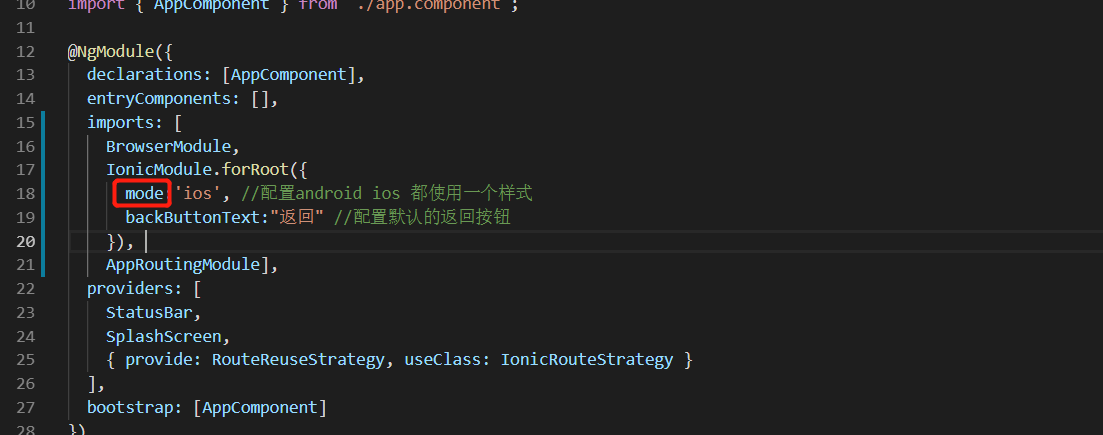 10 import { AppComponent } from './app.component';
11
12 @NgModule({
13   declarations: [AppComponent],
14   entryComponents: [],
15   imports: [
16     BrowserModule,
17     IonicModule.forRoot({
18       mode 'ios', //配置android ios 都使用一个样式
19       backButtonText:"返回" //配置默认的返回按钮
20     }),
21     AppRoutingModule],
22   providers: [
23     StatusBar,
24     SplashScreen,
25     { provide: RouteReuseStrategy, useClass: IonicRouteStrategy }
26   ],
27   bootstrap: [AppComponent]
28 })